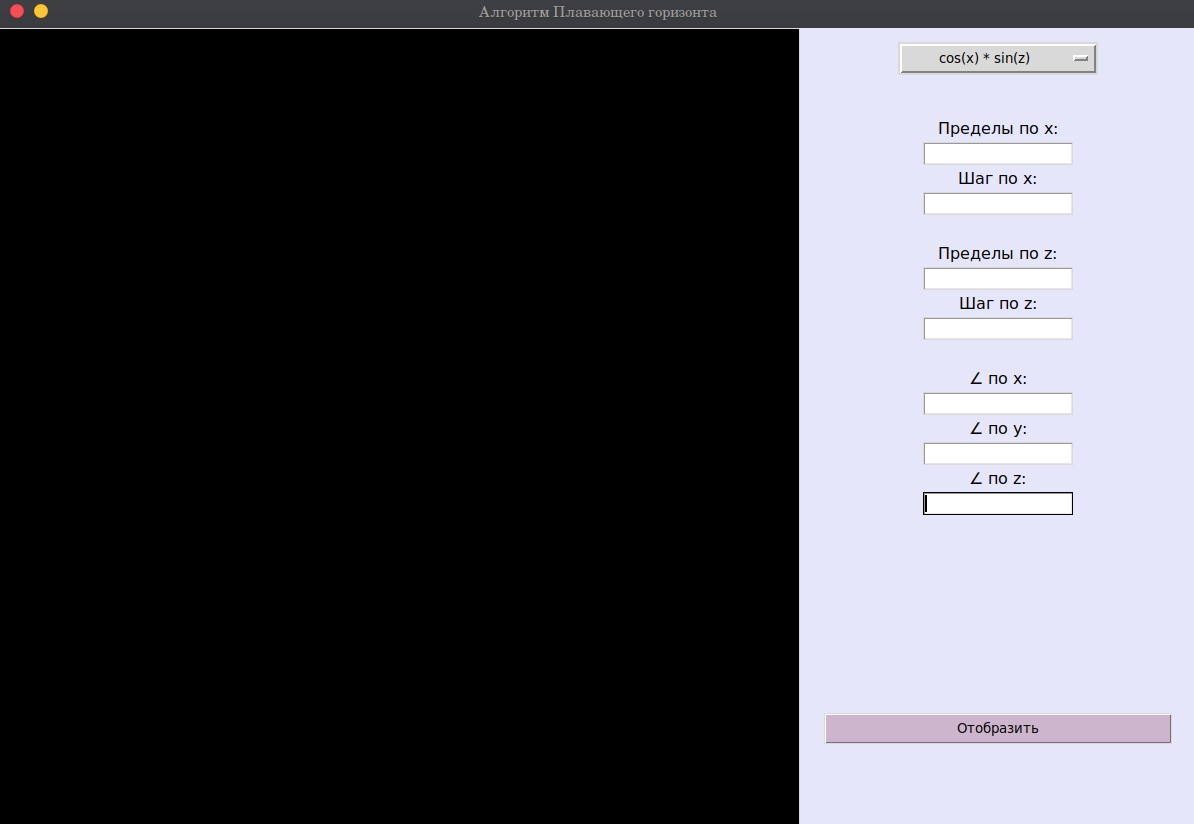 Алгоритм Плавающего горизонта
cos(x) * sin(z)
Пределы по x:
Шаг по x:
Пределы по z:
Шаг по z:
∠ по x:
∠ по y:
∠ по z:
Отобразить